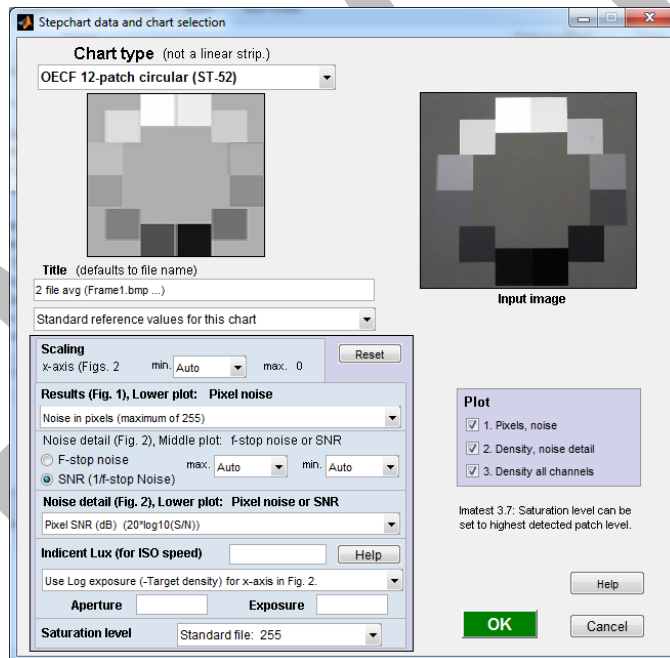 Stepchart data and chart selection
Chart type (not a linear strip.)
OECF 12-patch circular (ST-52)
Title (defaults to file name)
2 file avg (Frame1.bmp ...)
Standard reference values for this chart
Input image
Scaling
x-axis (Figs. 2 min. Auto max. 0
Reset
Results (Fig. 1), Lower plot: Pixel noise
Noise in pixels (maximum of 255)
Noise detail (Fig. 2), Middle plot: f-stop noise or SNR
F-stop noise
SNR (1/f-stop Noise)
max. Auto min. Auto
Noise detail (Fig. 2), Lower plot: Pixel noise or SNR
Pixel SNR (dB) (20*log10(S/N))
Indicent Lux (for ISO speed) Help
Use Log exposure (-Target density) for x-axis in Fig. 2.
Aperture Exposure
Saturation level Standard file: 255
Plot
1. Pixels, noise
2. Density, noise detail
3. Density all channels
Imatest 3.7: Saturation level can be
set to highest detected patch level.
Help
OK Cancel